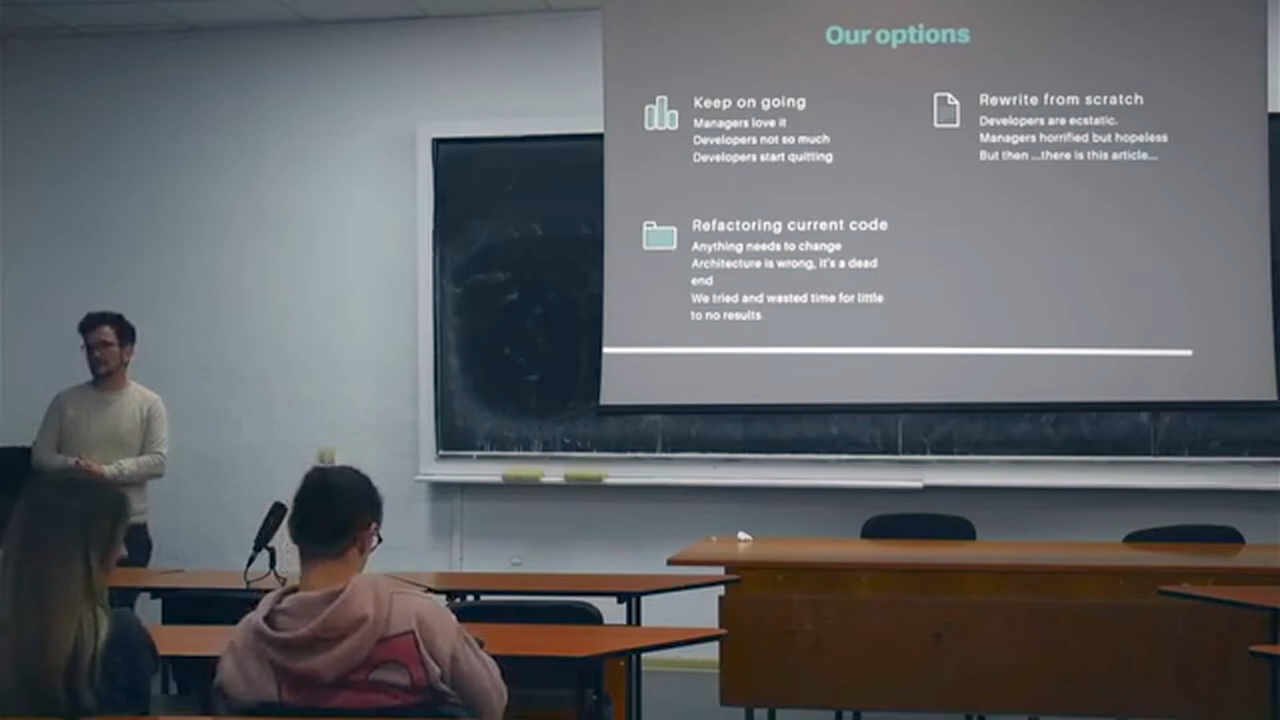 Our options
Keep on going
Managers love it
Developers not so much
Developers start quitting
Rewrite from scratch
Developers are ecstatic.
Managers horrified but hopeless
But then ...there is this article...
Refactoring current code
Anything needs to change
Architecture is wrong, it's a dead
end
We tried and wasted time for little
to no results